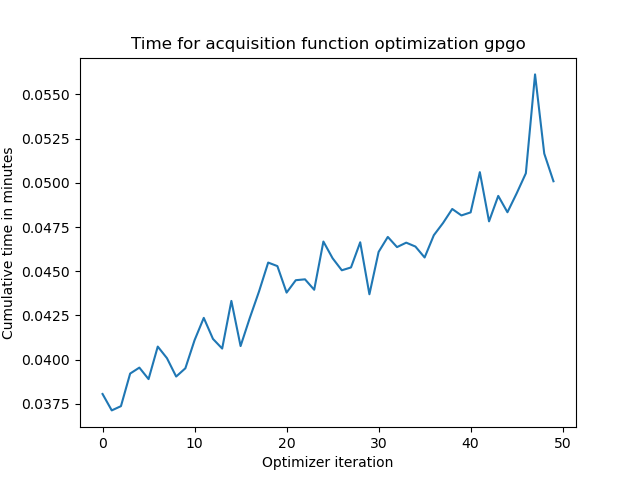 Time for acquisition function optimization gpgo
Cumulative time in minutes
0.0550
0.0525
0.0500
0.0475
0.0450
0.0425
0.0400
0.0375
0 10 20 30 40 50
Optimizer iteration